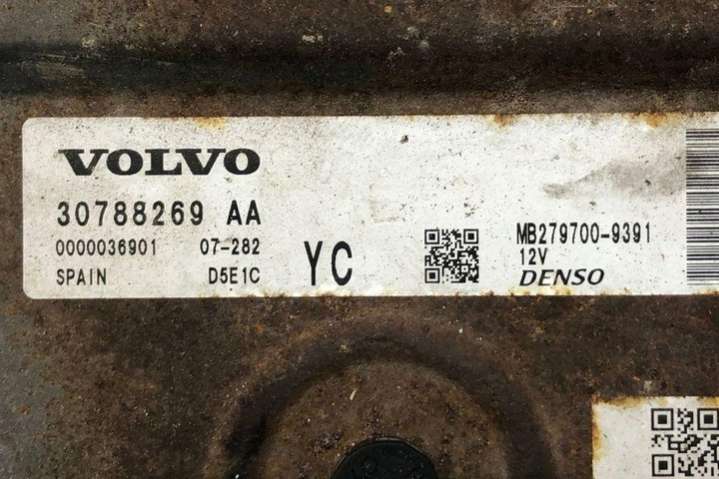 VOLVO
30788269 AA
0000036901 07-282
SPAIN D5E1C
YC
MB279700-9391
12V
DENSO